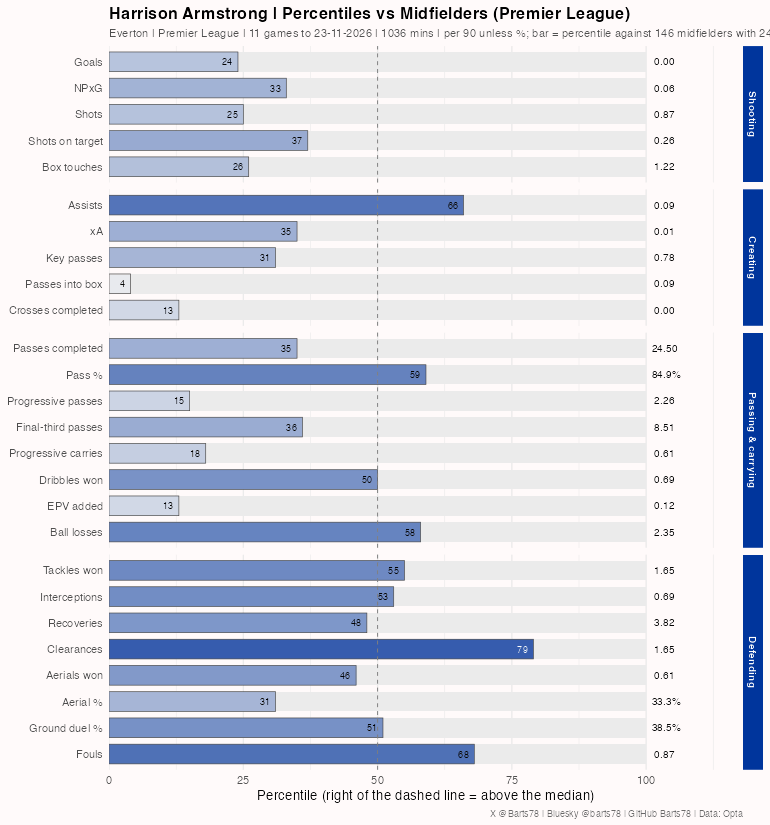 Harrison Armstrong | Percentiles vs Midfielders (Premier League)
Everton | Premier League | 11 games to 23-11-2026 | 1036 mins | per 90 unless %; bar = percentile against 146 midfielders with 24
Goals 24 0.00
NPxG 33 0.06
Shots 25 0.87
Shots on target 37 0.26
Box touches 26 1.22
Shooting
Assists 66 0.09
xA 35 0.01
Key passes 31 0.78
Passes into box 4 0.09
Crosses completed 13 0.00
Creating
Passes completed 35 24.50
Pass % 59 84.9%
Progressive passes 15 2.26
Final-third passes 36 8.51
Progressive carries 18 0.61
Dribbles won 50 0.69
EPV added 13 0.12
Ball losses 58 2.35
Passing & carrying
Tackles won 55 1.65
Interceptions 53 0.69
Recoveries 48 3.82
Clearances 79 1.65
Aerials won 46 0.61
Aerial % 31 33.3%
Ground duel % 51 38.5%
Fouls 68 0.87
Defending
0 25 50 75 100
Percentile (right of the dashed line = above the median)
X @Barts78 | Bluesky @barts78 | GitHub Barts78 | Data: Opta